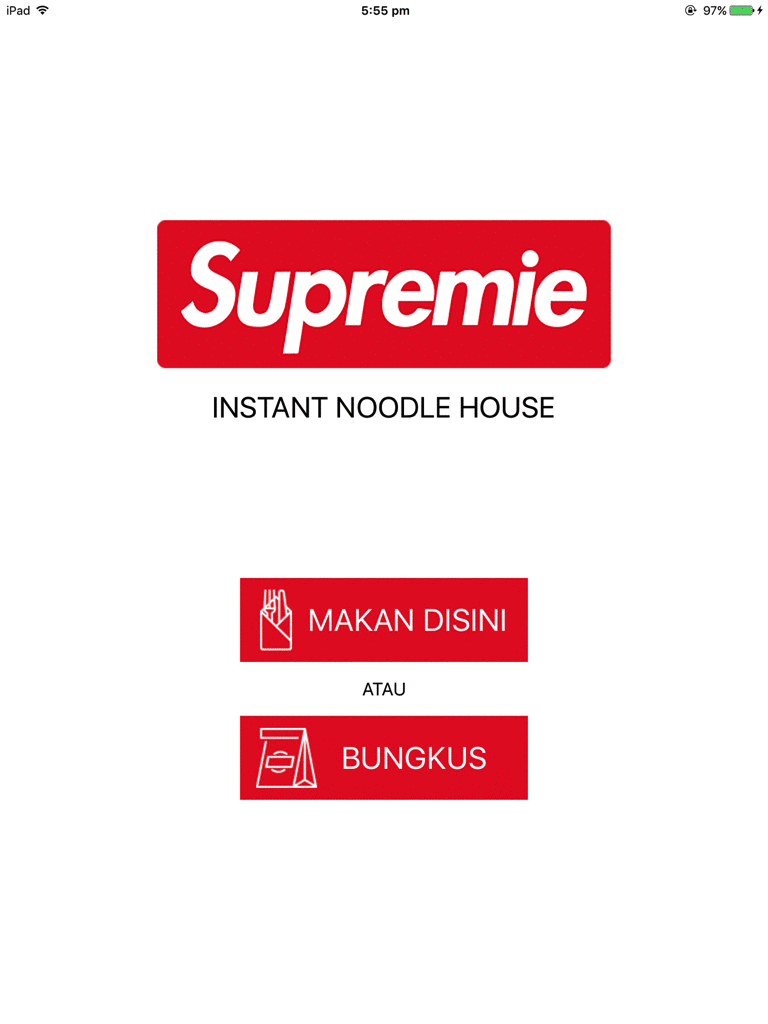 iPad 5:55 pm 97%
Supremie
INSTANT NOODLE HOUSE
MAKAN DISINI
ATAU
BUNGKUS